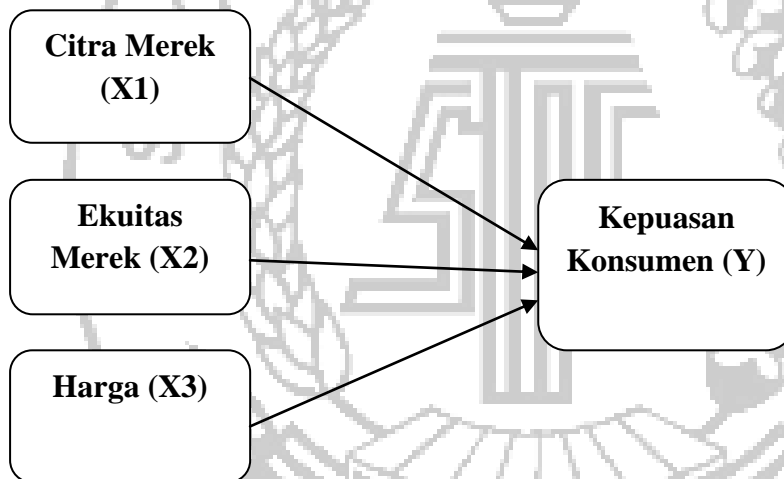 Citra Merek
(X1)
Ekuitas
Merek (X2)
Harga (X3)
Kepuasan
Konsumen (Y)